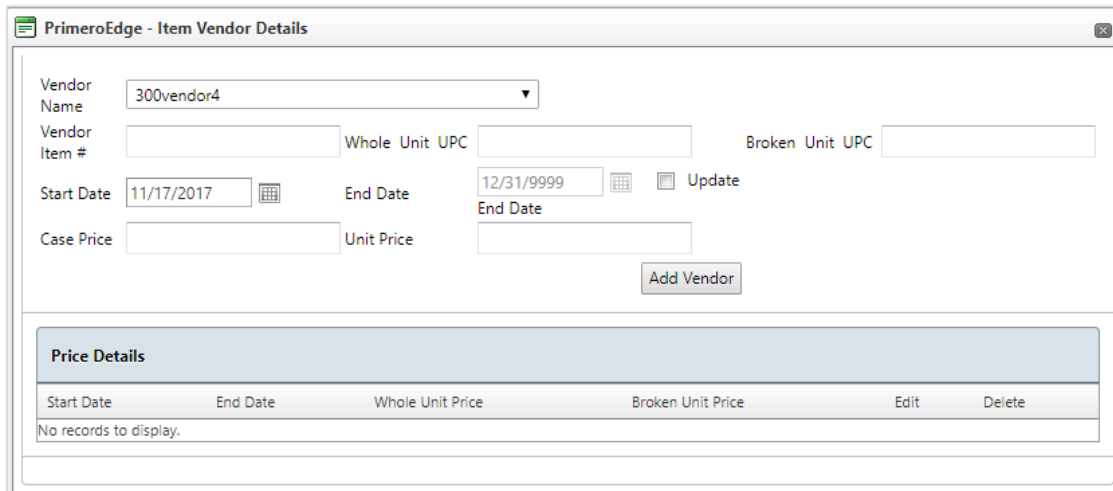 PrimeroEdge - Item Vendor Details
Vendor Name 300vendor4
Vendor Item # Whole Unit UPC Broken Unit UPC
Start Date 11/17/2017 End Date 12/31/9999 Update End Date
Case Price Unit Price
Add Vendor
Price Details
Start Date End Date Whole Unit Price Broken Unit Price Edit Delete
No records to display.